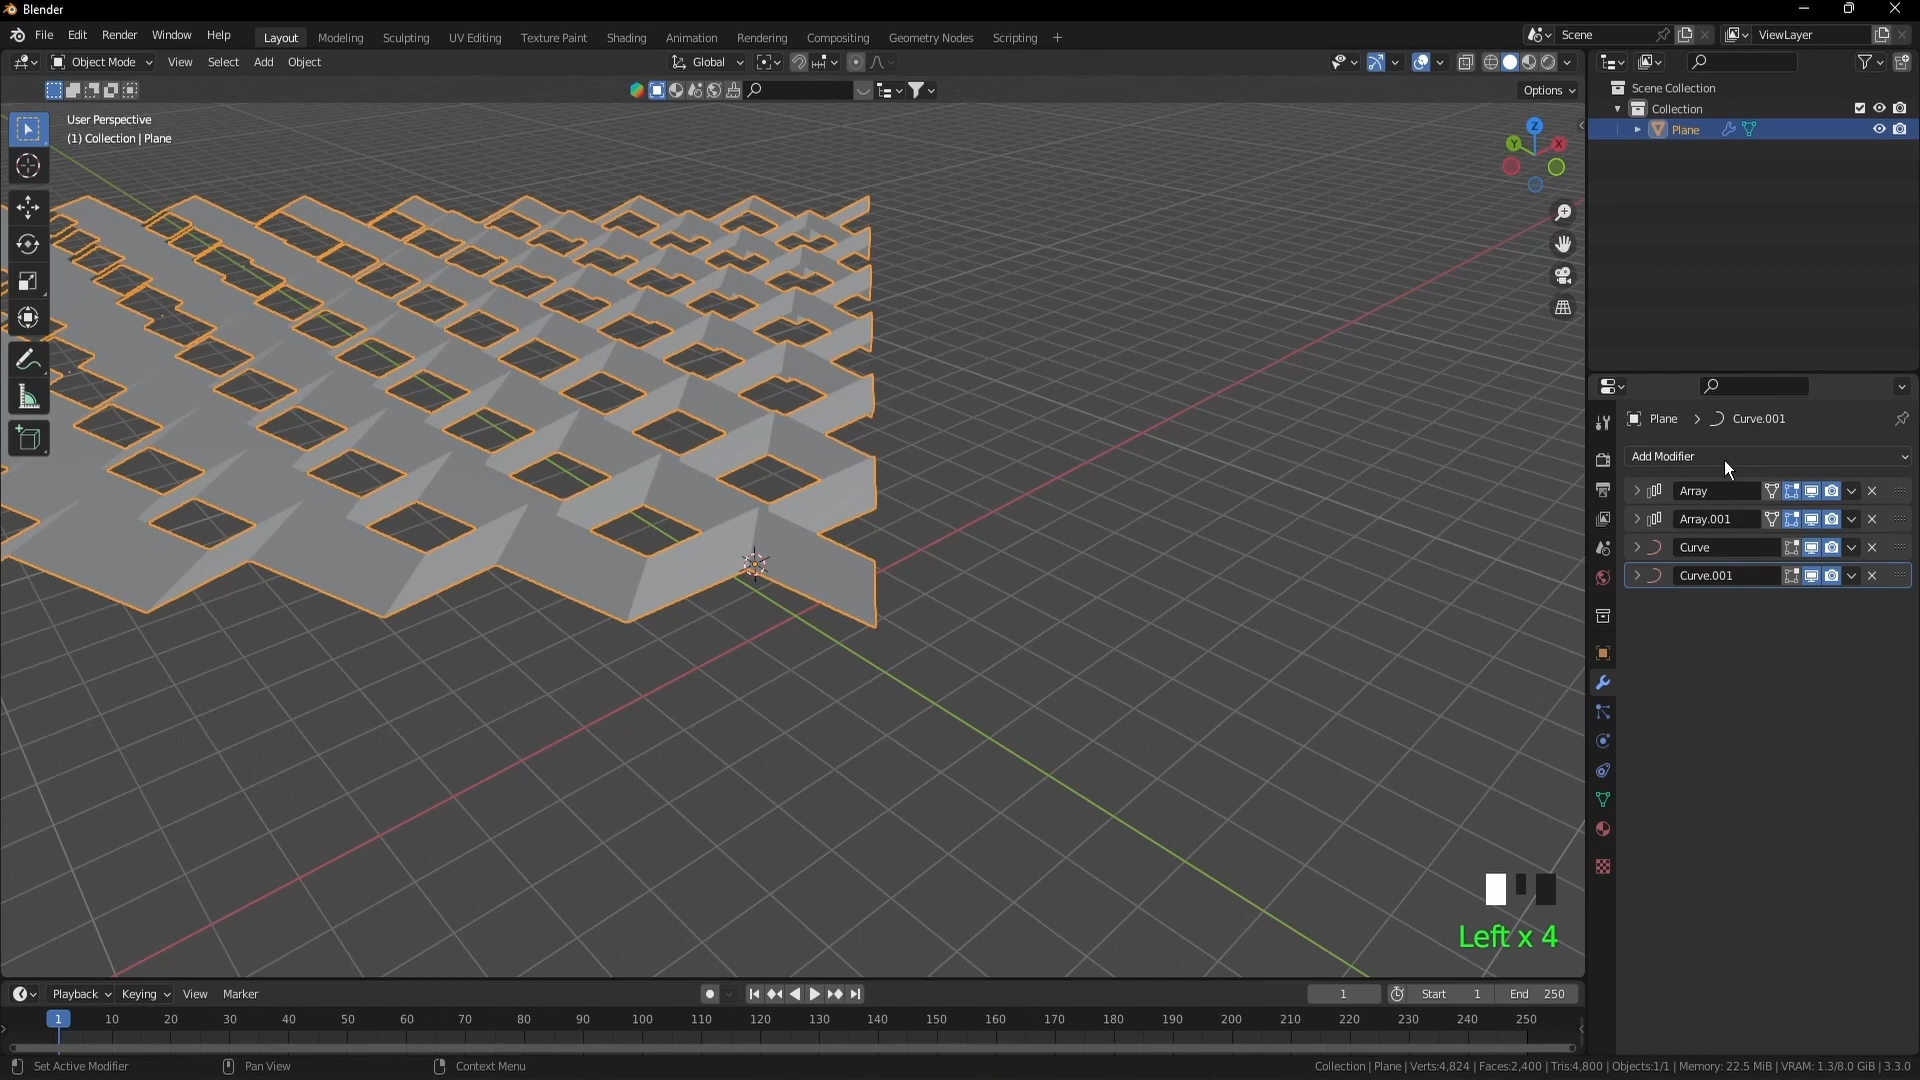 Blender
File Edit Render Window Help Layout Modeling Sculpting UV Editing Texture Paint Shading Animation Rendering Compositing Geometry Nodes Scripting + Scene ViewLayer
Object Mode View Select Add Object Global
Options
User Perspective
(1) Collection | Plane
Z
Y
X
Scene Collection
Collection
Plane
Plane > Curve.001
Add Modifier
Array
Array.001
Curve
Curve.001
Left x 4
Playback Keying View Marker 1 Start 1 End 250
1 10 20 30 40 50 60 70 80 90 100 110 120 130 140 150 160 170 180 190 200 210 220 230 240 250
Set Active Modifier Pan View Context Menu Collection | Plane | Verts:4,824 | Faces:2,400 | Tris:4,800 | Objects:1/1 | Memory: 22.5 MiB | VRAM: 1.3/8.0 GiB | 3.3.0